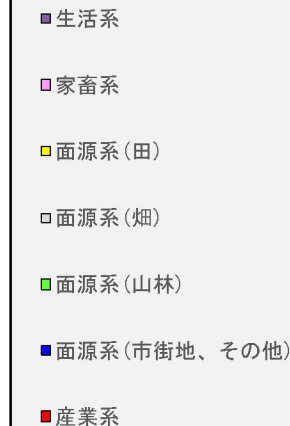 生活系
家畜系
面源系(田)
面源系(畑)
面源系(山林)
面源系(市街地、その他)
産業系